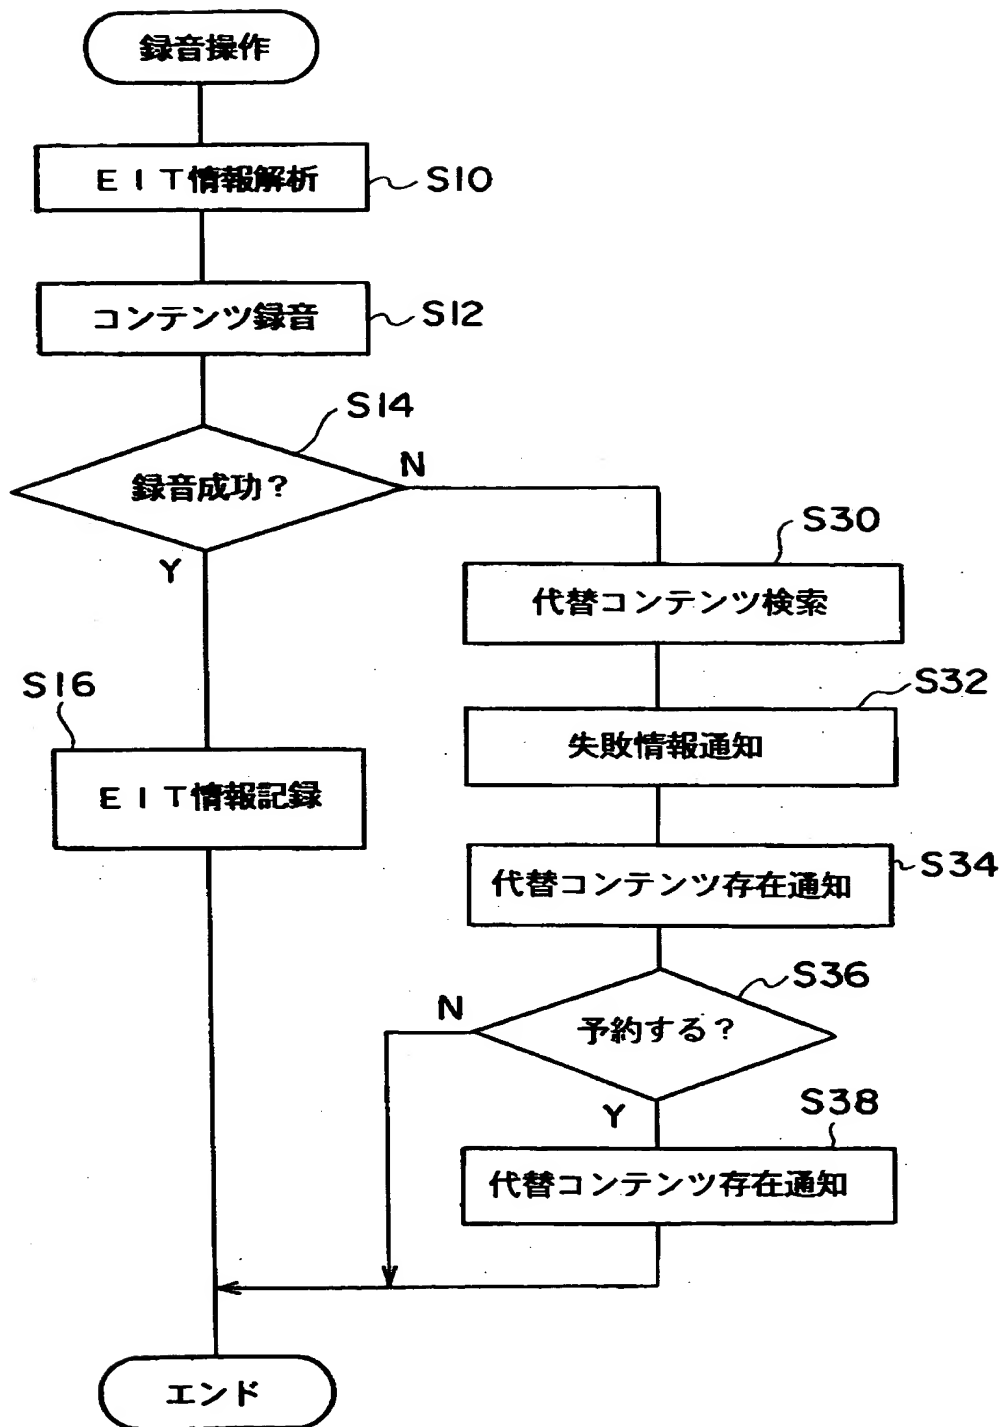 録音操作
EIT情報解析
S10
コンテンツ録音
S12
S14
録音成功?
N
Y
S30
代替コンテンツ検索
S16
S32
EIT情報記録
失敗情報通知
代替コンテンツ存在通知
S34
S36
N
予約する?
Y
S38
代替コンテンツ存在通知
エンド